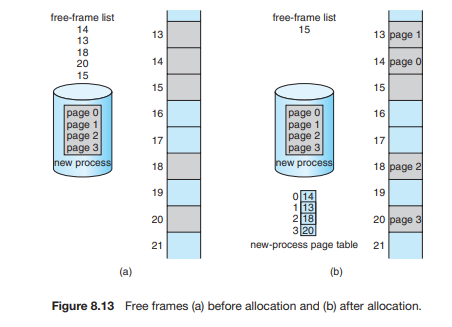 free-frame list
14
13
18
20
15
13
14
15
16
17
18
19
20
21
page 0
page 1
page 2
page 3
new process
(a)
free-frame list
15
page 0
page 1
page 2
page 3
new process
0 14
1 13
2 18
3 20
new-process page table
13 page 1
14 page 0
15
16
17
18 page 2
19
20 page 3
21
(b)
Figure 8.13 Free frames (a) before allocation and (b) after allocation.